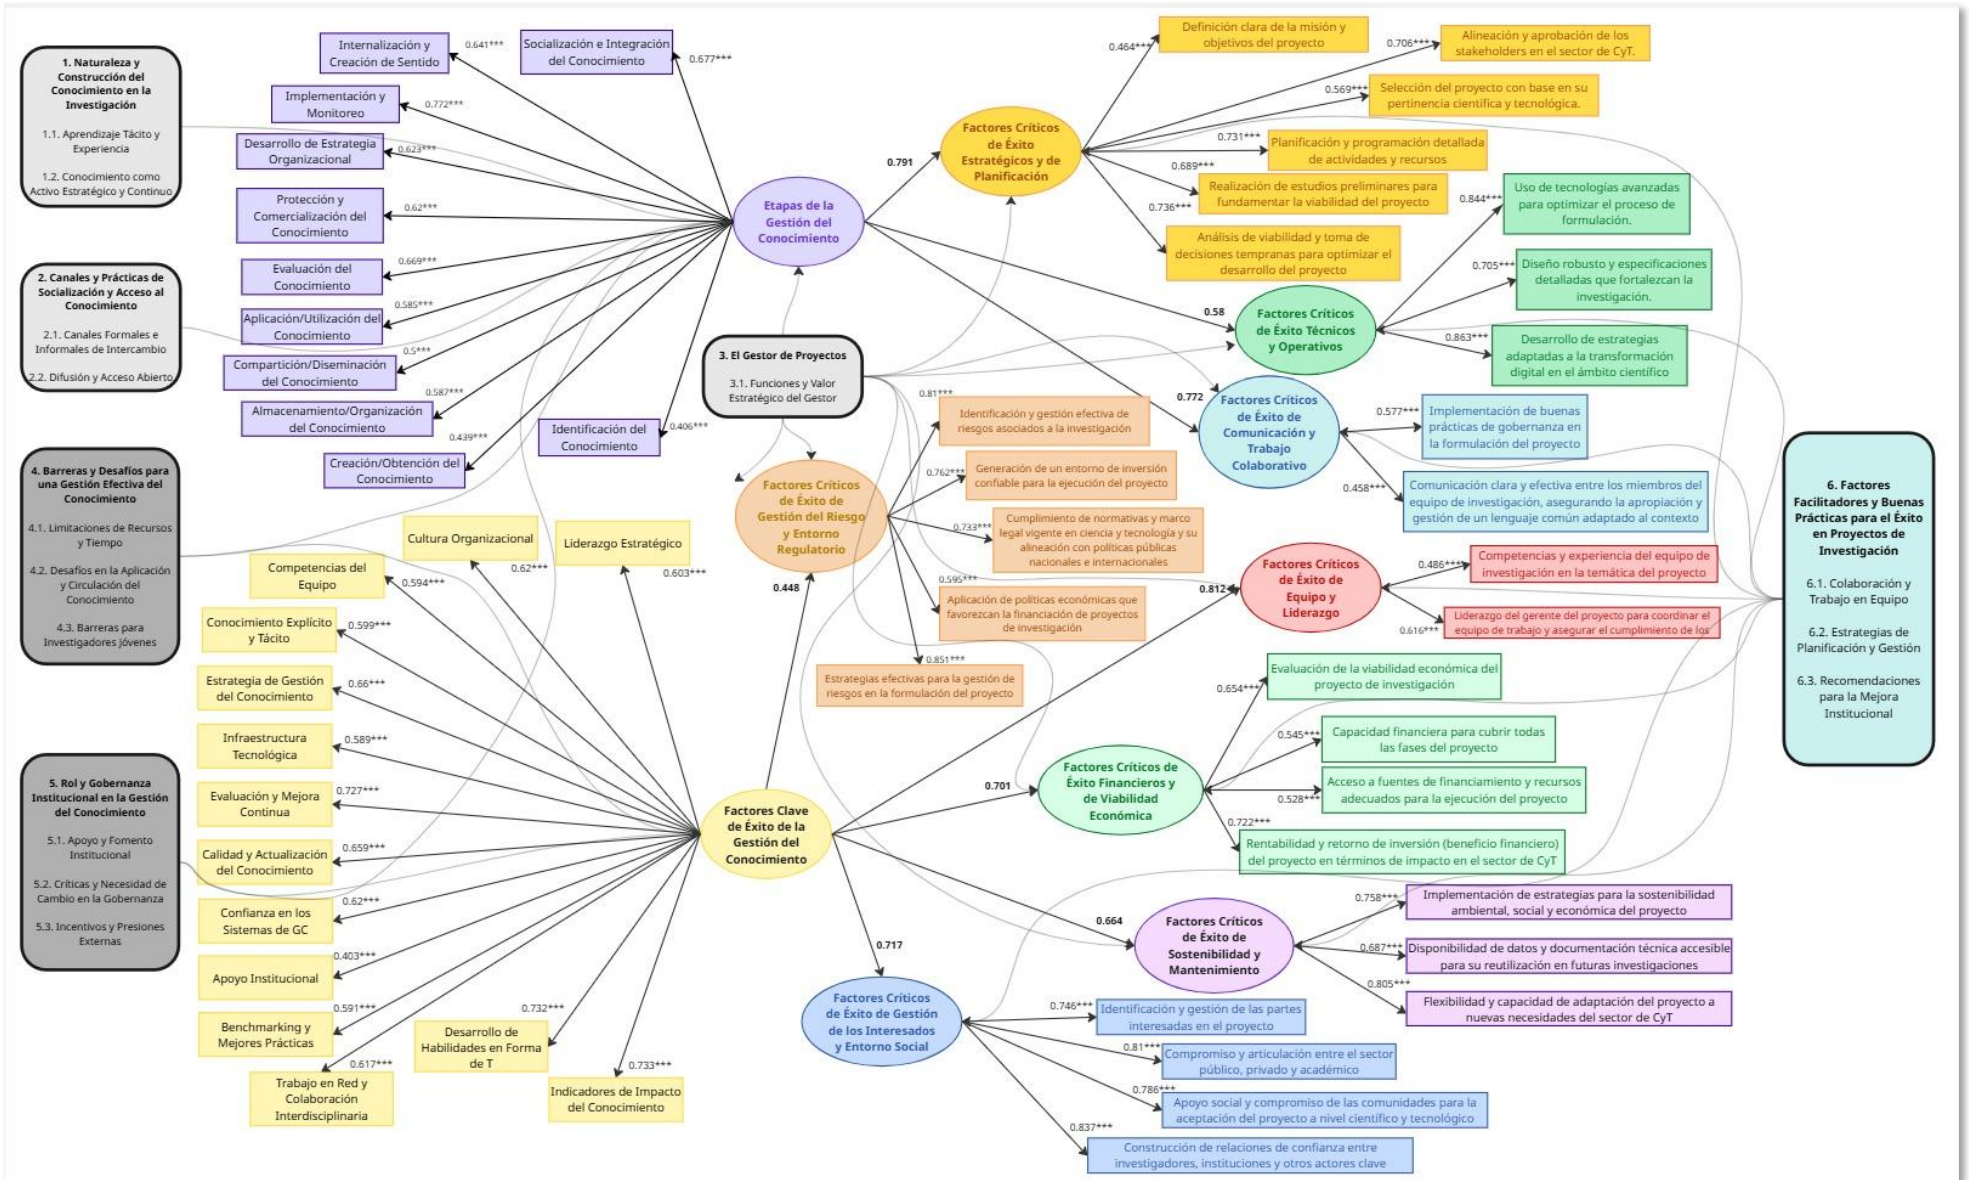 1. Naturaleza y
Construcción del
Conocimiento en la
Investigación
1.1. Aprendizaje Tácito y
Experiencia
1.2. Conocimiento como
Activo Estratégico y Continuo
2. Canales y Prácticas de
Socialización y Acceso al
Conocimiento
2.1. Canales Formales e
Informales de Intercambio
2.2. Difusión y Acceso Abierto
4. Barreras y Desafíos para
una Gestión Efectiva del
Conocimiento
4.1. Limitaciones de Recursos
y Tiempo
4.2. Desafíos en la Aplicación
y Circulación del
Conocimiento
4.3. Barreras para
Investigadores jóvenes
5. Rol y Gobernanza
Institucional en la Gestión
del Conocimiento
5.1. Apoyo y Fomento
Institucional
5.2. Críticas y Necesidad de
Cambio en la Gobernanza
5.3. Incentivos y Presiones
Externas
Internalización y
Creación de Sentido
0.641***
Socialización e Integración
del Conocimiento
0.677***
Implementación y
Monitoreo
0.772***
Desarrollo de Estrategia
Organizacional
0.623***
Protección y
Comercialización del
Conocimiento
0.62***
Evaluación del
Conocimiento
0.669***
Aplicación/Utilización del
Conocimiento
0.585***
Compartición/Diseminación
del Conocimiento
0.5***
Almacenamiento/Organización
del Conocimiento
0.587***
Creación/Obtención del
Conocimiento
0.439***
Identificación del
Conocimiento
0.406***
Etapas de la
Gestión del
Conocimiento
3. El Gestor de Proyectos
3.1. Funciones y Valor
Estratégico del Gestor
0.791
0.58
0.772
Factores Críticos
de Éxito
Estratégicos y de
Planificación
0.464***
Definición clara de la misión y
objetivos del proyecto
0.706***
Alineación y aprobación de los
stakeholders en el sector de CyT.
0.569***
Selección del proyecto con base en su
pertinencia científica y tecnológica.
0.731***
Planificación y programación detallada
de actividades y recursos
0.689***
Realización de estudios preliminares para
fundamentar la viabilidad del proyecto
0.736***
Análisis de viabilidad y toma de
decisiones tempranas para optimizar el
desarrollo del proyecto
Factores Críticos
de Éxito Técnicos
y Operativos
0.844***
Uso de tecnologías avanzadas
para optimizar el proceso de
formulación.
0.705***
Diseño robusto y especificaciones
detalladas que fortalezcan la
investigación.
0.863***
Desarrollo de estrategias
adaptadas a la transformación
digital en el ámbito científico
Factores Críticos
de Éxito de
Comunicación y
Trabajo
Colaborativo
0.577***
Implementación de buenas
prácticas de gobernanza en
la formulación del proyecto
0.458***
Comunicación clara y efectiva entre los miembros del
equipo de investigación, asegurando la apropiación y
gestión de un lenguaje común adaptado al contexto
Factores Críticos
de Éxito de
Gestión del Riesgo
y Entorno
Regulatorio
0.448
0.81***
Identificación y gestión efectiva de
riesgos asociados a la investigación
0.762***
Generación de un entorno de inversión
confiable para la ejecución del proyecto
0.733***
Cumplimiento de normativas y marco
legal vigente en ciencia y tecnología y su
alineación con políticas públicas
nacionales e internacionales
0.595***
Aplicación de políticas económicas que
favorezcan la financiación de proyectos
de investigación
0.851***
Estrategias efectivas para la gestión de
riesgos en la formulación del proyecto
0.812
Factores Críticos
de Éxito de
Equipo y
Liderazgo
0.486***
Competencias y experiencia del equipo de
investigación en la temática del proyecto
0.616***
Liderazgo del gerente del proyecto para coordinar el
equipo de trabajo y asegurar el cumplimiento de los
6. Factores
Facilitadores y Buenas
Prácticas para el Éxito
en Proyectos de
Investigación
6.1. Colaboración y
Trabajo en Equipo
6.2. Estrategias de
Planificación y Gestión
6.3. Recomendaciones
para la Mejora
Institucional
Cultura Organizacional
0.62***
Liderazgo Estratégico
0.603***
Competencias del
Equipo
0.594***
Conocimiento Explícito
y Tácito
0.599***
Estrategia de Gestión
del Conocimiento
0.66***
Infraestructura
Tecnológica
0.589***
Evaluación y Mejora
Continua
0.727***
Calidad y Actualización
del Conocimiento
0.659***
Confianza en los
Sistemas de GC
0.62***
Apoyo Institucional
0.403***
Benchmarking y
Mejores Prácticas
0.591***
Trabajo en Red y
Colaboración
Interdisciplinaria
0.617***
Desarrollo de
Habilidades en Forma
de T
0.732***
Indicadores de Impacto
del Conocimiento
0.733***
Factores Clave
de Éxito de la
Gestión del
Conocimiento
0.701
0.664
0.717
Factores Críticos de
Éxito Financieros y
de Viabilidad
Económica
0.654***
Evaluación de la viabilidad económica del
proyecto de investigación
0.545***
Capacidad financiera para cubrir todas
las fases del proyecto
0.528***
Acceso a fuentes de financiamiento y recursos
adecuados para la ejecución del proyecto
0.722***
Rentabilidad y retorno de inversión (beneficio financiero)
del proyecto en términos de impacto en el sector de CyT
Factores Críticos
de Éxito de
Sostenibilidad y
Mantenimiento
0.758***
Implementación de estrategias para la sostenibilidad
ambiental, social y económica del proyecto
0.687***
Disponibilidad de datos y documentación técnica accesible
para su reutilización en futuras investigaciones
0.805***
Flexibilidad y capacidad de adaptación del proyecto a
nuevas necesidades del sector de CyT
Factores Críticos
de Éxito de Gestión
de los Interesados
y Entorno Social
0.746***
Identificación y gestión de las partes
interesadas en el proyecto
0.81***
Compromiso y articulación entre el sector
público, privado y académico
0.786***
Apoyo social y compromiso de las comunidades para la
aceptación del proyecto a nivel científico y tecnológico
0.837***
Construcción de relaciones de confianza entre
investigadores, instituciones y otros actores clave